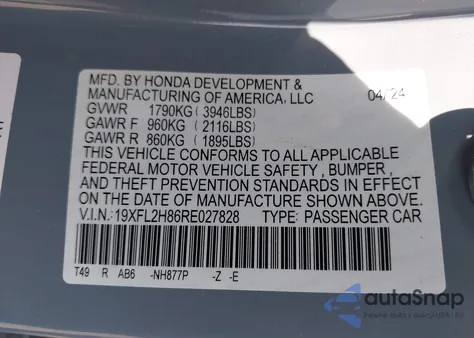 MFD. BY HONDA DEVELOPMENT &
MANUFACTURING OF AMERICA, LLC 04/24
GVWR 1790KG(3946LBS)
GAWR F 960KG(2116LBS)
GAWR R 860KG(1895LBS)
THIS VEHICLE CONFORMS TO ALL APPLICABLE
FEDERAL MOTOR VEHICLE SAFETY, BUMPER,
AND THEFT PREVENTION STANDARDS IN EFFECT
ON THE DATE OF MANUFACTURE SHOWN ABOVE.
V.I.N.:19XFL2H86RE027828 TYPE: PASSENGER CAR
T49 R AB6 -NH877P -Z -E
autoSnap